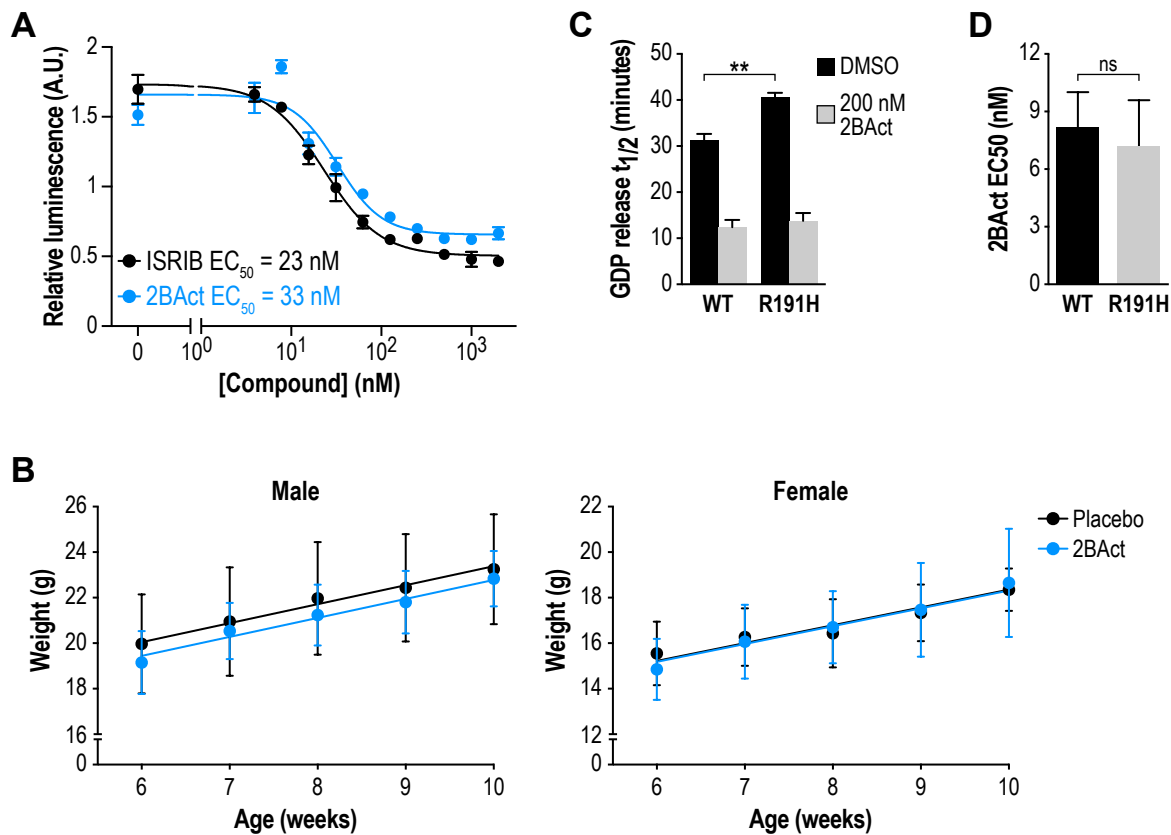 A
Relative luminescence (A.U.)
2
1.5
1
0.5
0
ISRIB EC50 = 23 nM
2BAct EC50 = 33 nM
0 10^0 10^1 10^2 10^3
[Compound] (nM)
C
GDP release t1/2 (minutes)
50
40
30
20
10
0
**
DMSO
200 nM
2BAct
WT R191H
D
2BAct EC50 (nM)
12
9
6
3
0
ns
WT R191H
B
Male
Weight (g)
26
24
22
20
18
16
0
6 7 8 9 10
Age (weeks)
Female
Weight (g)
22
20
18
16
14
12
0
6 7 8 9 10
Age (weeks)
Placebo
2BAct